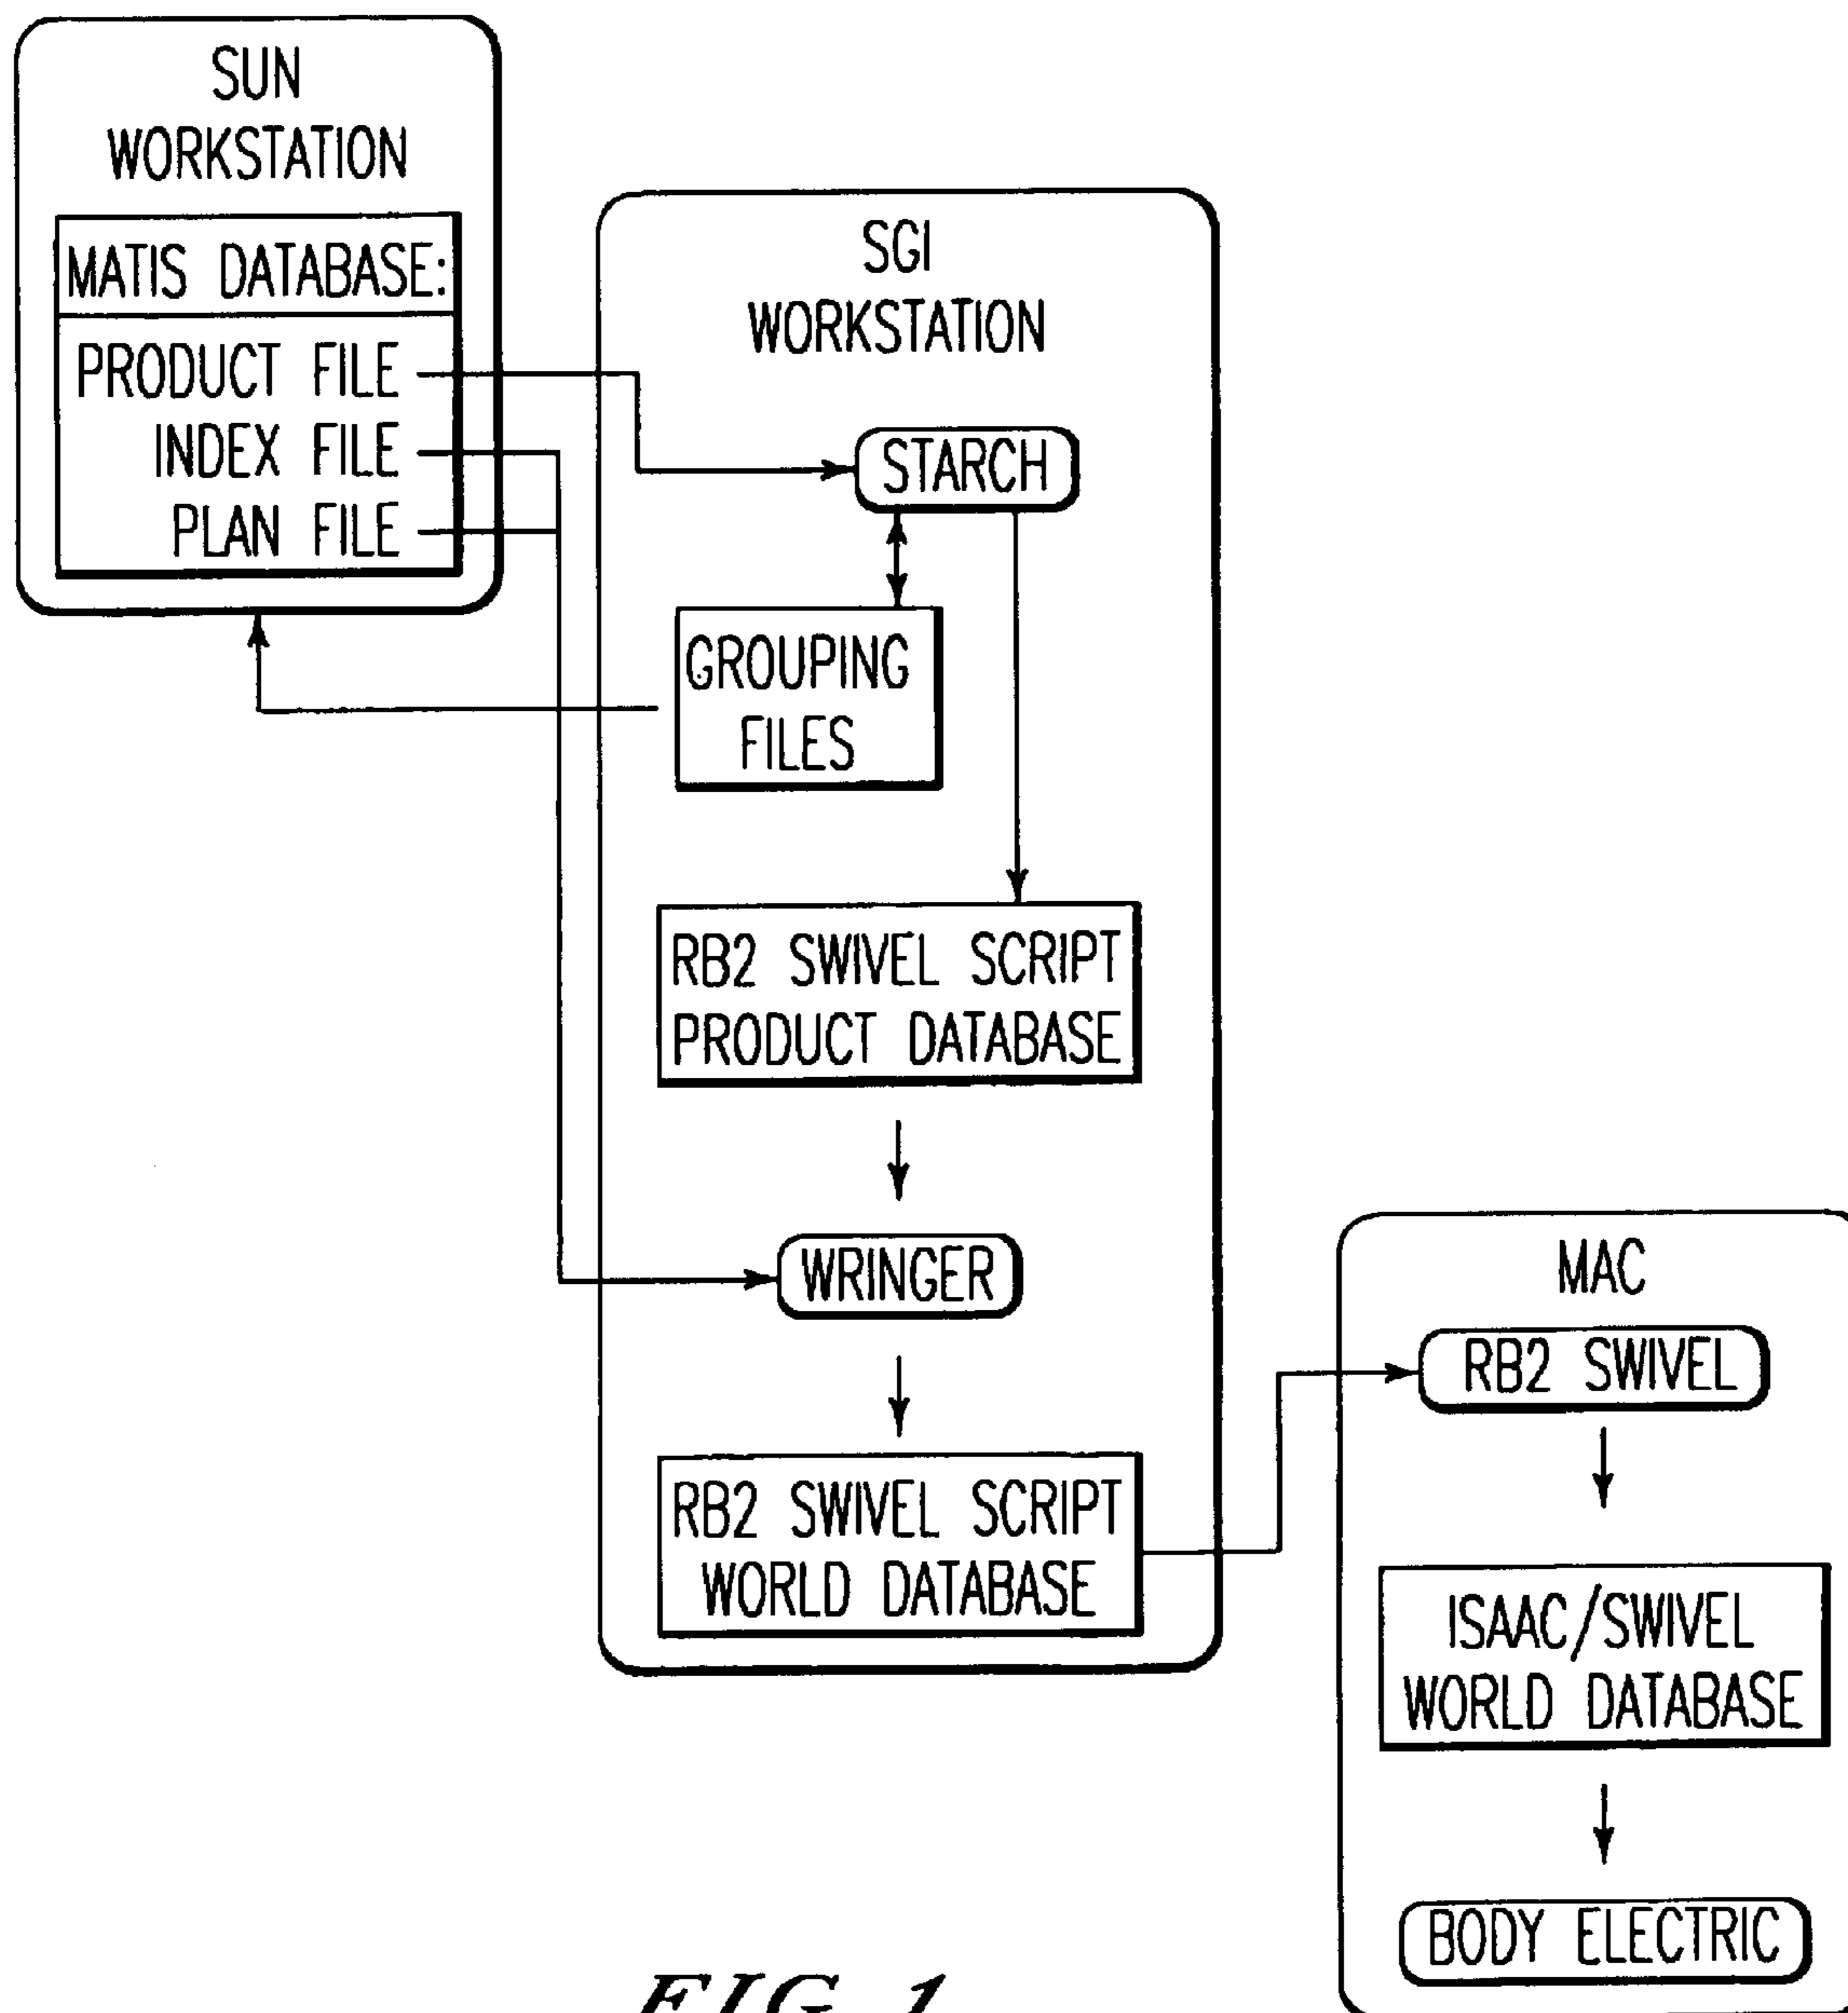 SUN
WORKSTATION
MATIS DATABASE:
PRODUCT FILE
INDEX FILE
PLAN FILE
SGI
WORKSTATION
STARCH
GROUPING
FILES
RB2 SWIVEL SCRIPT
PRODUCT DATABASE
WRINGER
RB2 SWIVEL SCRIPT
WORLD DATABASE
MAC
RB2 SWIVEL
ISAAC/SWIVEL
WORLD DATABASE
BODY ELECTRIC
FIG. 1